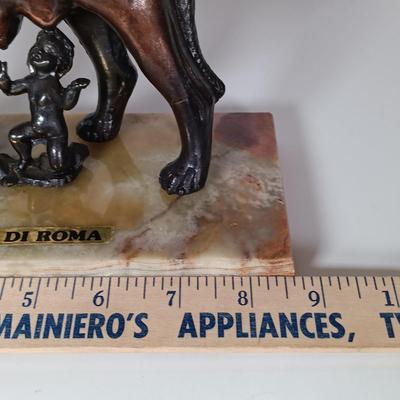 DI ROMA
5 6 7 8 9 1
MAINIERO'S APPLIANCES, T